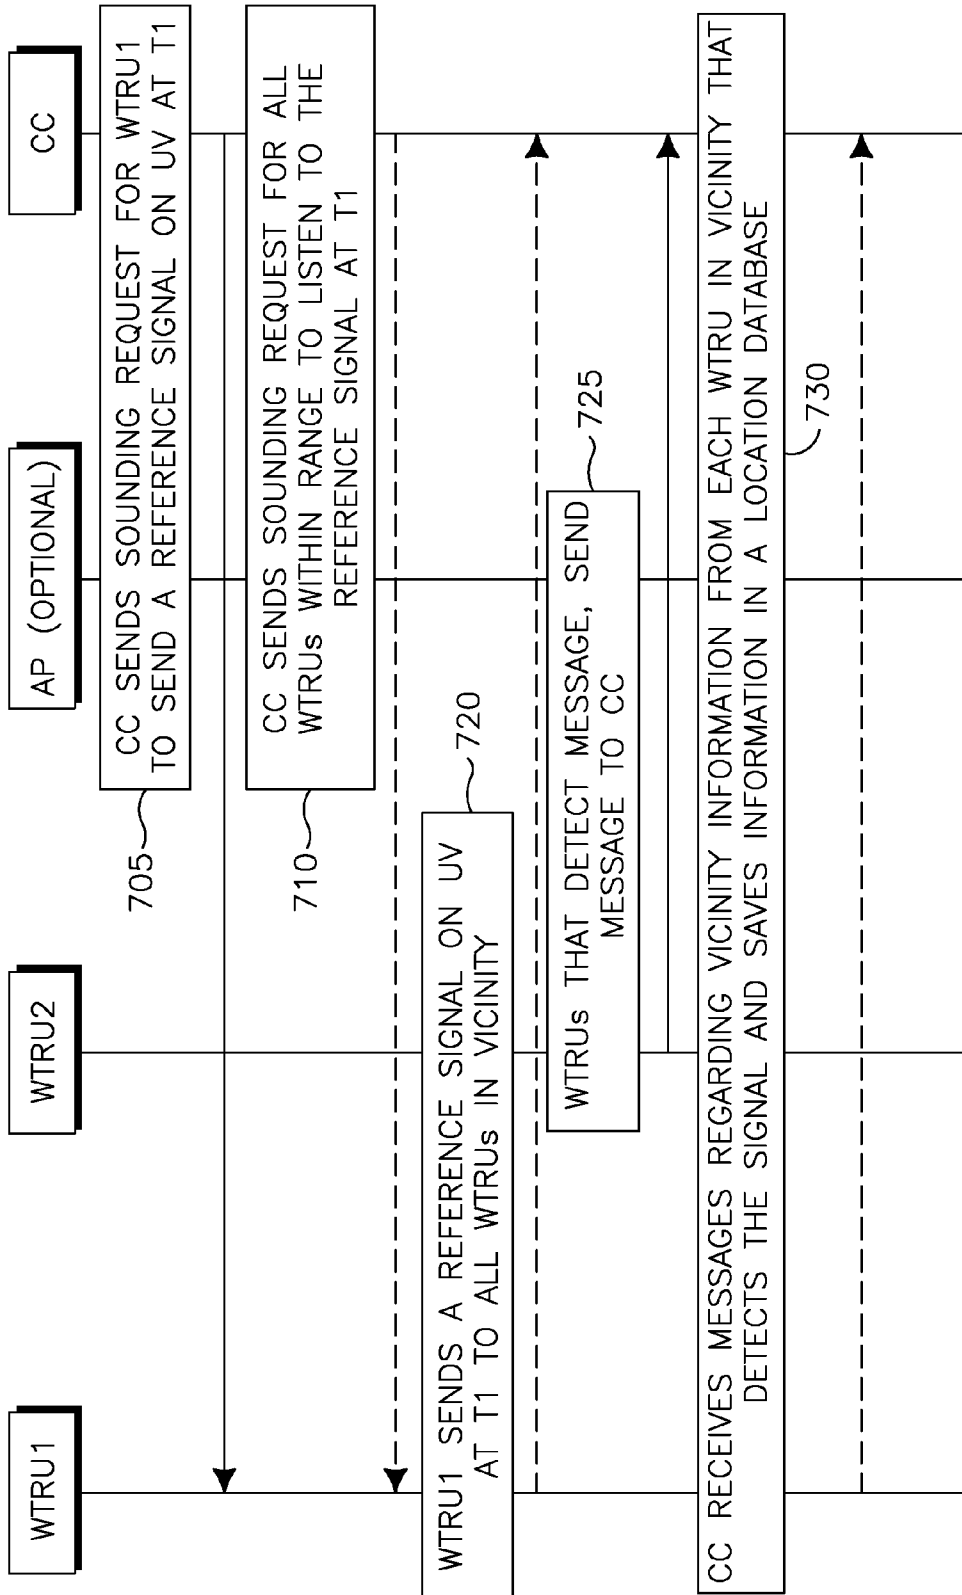 WTRU1
WTRU2
AP (OPTIONAL)
CC
CC SENDS SOUNDING REQUEST FOR WTRU1
TO SEND A REFERENCE SIGNAL ON UV AT T1
705
CC SENDS SOUNDING REQUEST FOR ALL
WTRUs WITHIN RANGE TO LISTEN TO THE
REFERENCE SIGNAL AT T1
710
WTRU1 SENDS A REFERENCE SIGNAL ON UV
AT T1 TO ALL WTRUs IN VICINITY
720
WTRUs THAT DETECT MESSAGE, SEND
MESSAGE TO CC
725
CC RECEIVES MESSAGES REGARDING VICINITY INFORMATION FROM EACH WTRU IN VICINITY THAT
DETECTS THE SIGNAL AND SAVES INFORMATION IN A LOCATION DATABASE
730